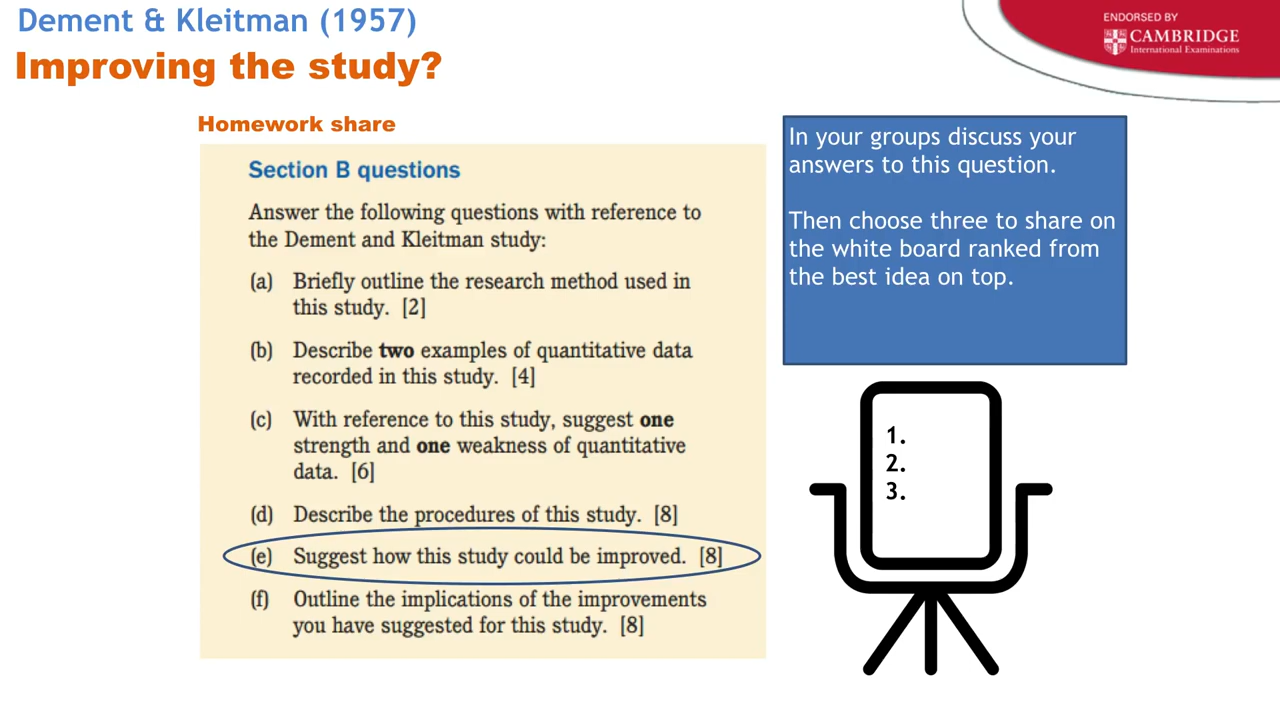 Dement & Kleitman (1957)
Improving the study?
ENDORSED BY
CAMBRIDGE
International Examinations
Homework share
Section B questions
Answer the following questions with reference to
the Dement and Kleitman study:
(a) Briefly outline the research method used in
this study. [2]
(b) Describe two examples of quantitative data
recorded in this study. [4]
(c) With reference to this study, suggest one
strength and one weakness of quantitative
data. [6]
(d) Describe the procedures of this study. [8]
(e) Suggest how this study could be improved. [8]
(f) Outline the implications of the improvements
you have suggested for this study. [8]
In your groups discuss your
answers to this question.
Then choose three to share on
the white board ranked from
the best idea on top.
1.
2.
3.